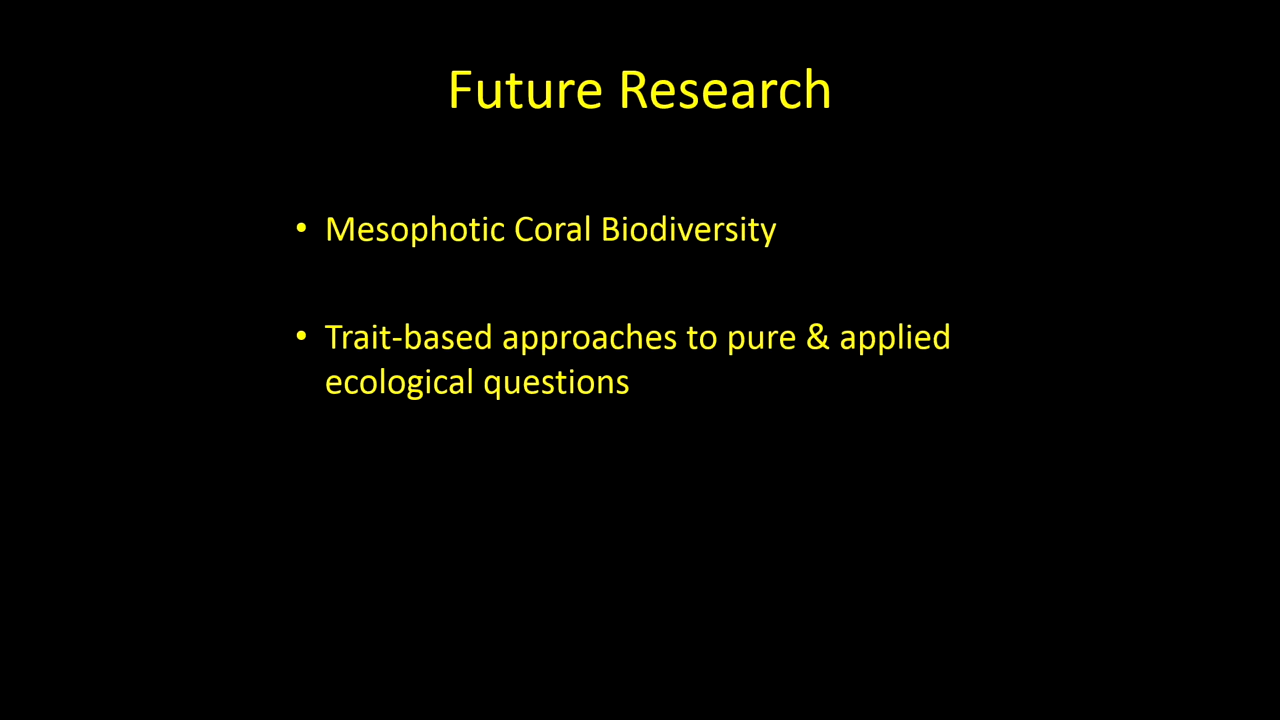 Future Research
• Mesophotic Coral Biodiversity
• Trait-based approaches to pure & applied
ecological questions